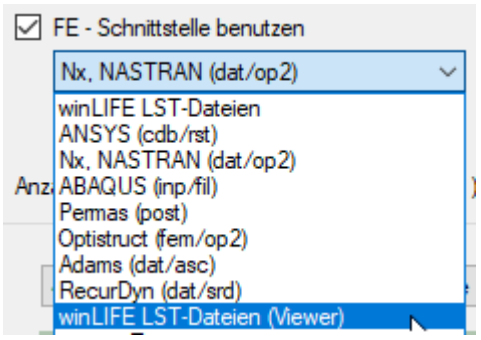 FE - Schnittstelle benutzen
Nx, NASTRAN (dat/op2)
winLIFE LST-Dateien
ANSYS (cdb/rst)
Nx, NASTRAN (dat/op2)
Anz
ABAQUS (inp/fil)
)
Permas (post)
Optistruct (fem/op2)
Adams (dat/asc)
RecurDyn (dat/srd)
winLIFE LST-Dateien (Viewer)